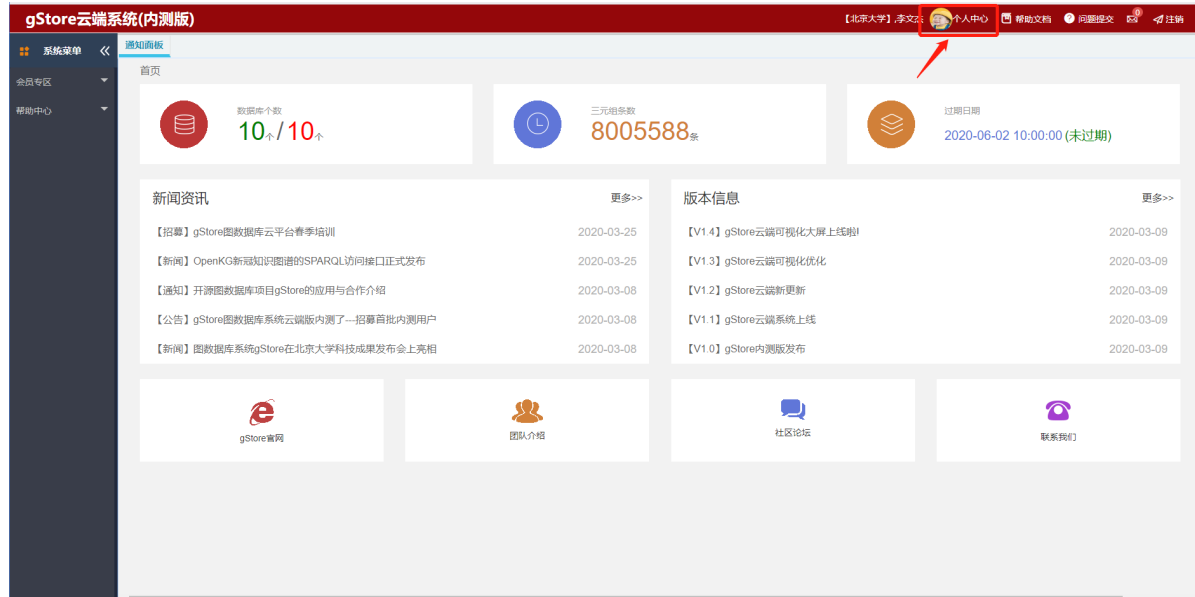 gStore云端系统(内测版)
【北京大学】,李文杰 个人中心 帮助文档 问题提交 0 注销
系统菜单
通知面板
会员专区
帮助中心
首页
数据库个数
10个/10个
三元组条数
8005588条
过期日期
2020-06-02 10:00:00 (未过期)
新闻资讯 更多>>
【招募】gStore图数据库云平台春季培训 2020-03-25
【新闻】OpenKG新冠知识图谱的SPARQL访问接口正式发布 2020-03-25
【通知】开源图数据库项目gStore的应用与合作介绍 2020-03-08
【公告】gStore图数据库系统云端版内测了---招募首批内测用户 2020-03-08
【新闻】图数据库系统gStore在北京大学科技成果发布会上亮相 2020-03-08
版本信息 更多>>
【V1.4】gStore云端可视化大屏上线啦! 2020-03-09
【V1.3】gStore云端可视化优化 2020-03-09
【V1.2】gStore云端新更新 2020-03-09
【V1.1】gStore云端系统上线 2020-03-09
【V1.0】gStore内测版发布 2020-03-09
gStore官网
团队介绍
社区论坛
联系我们